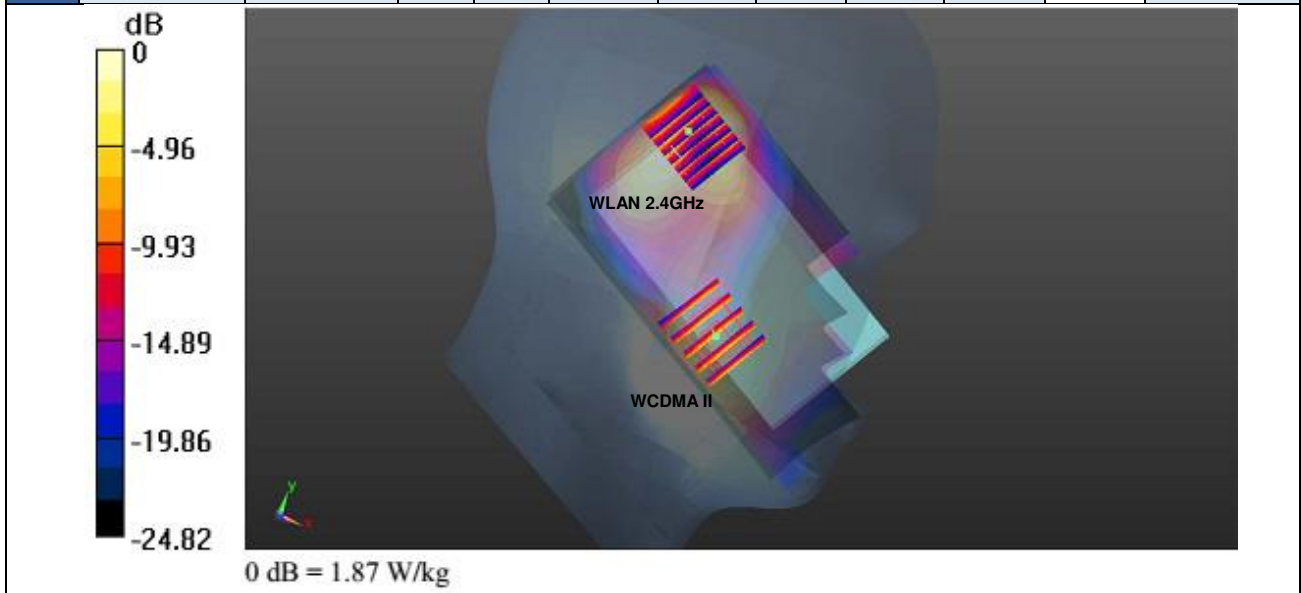 dB
0
-4.96
-9.93
-14.89
-19.86
-24.82
WLAN 2.4GHz
WCDMA II
y
x
0 dB = 1.87 W/kg